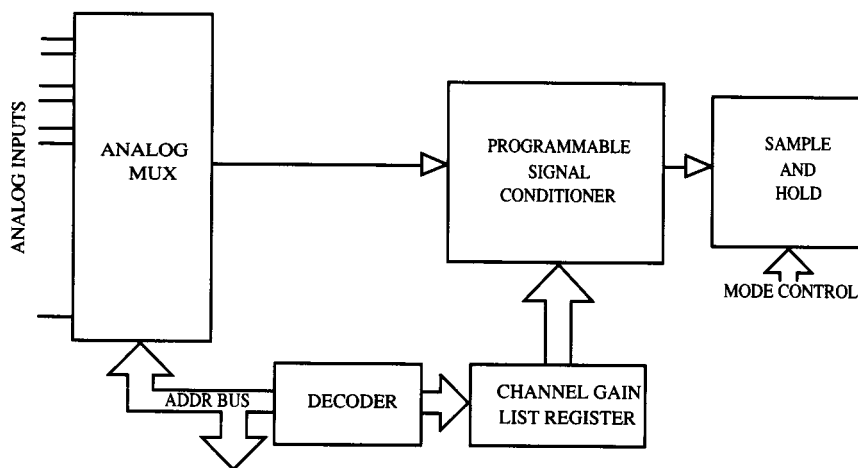 ANALOG INPUTS
ANALOG
MUX
PROGRAMMABLE
SIGNAL
CONDITIONER
SAMPLE
AND
HOLD
MODE CONTROL
ADDR BUS
DECODER
CHANNEL GAIN
LIST REGISTER